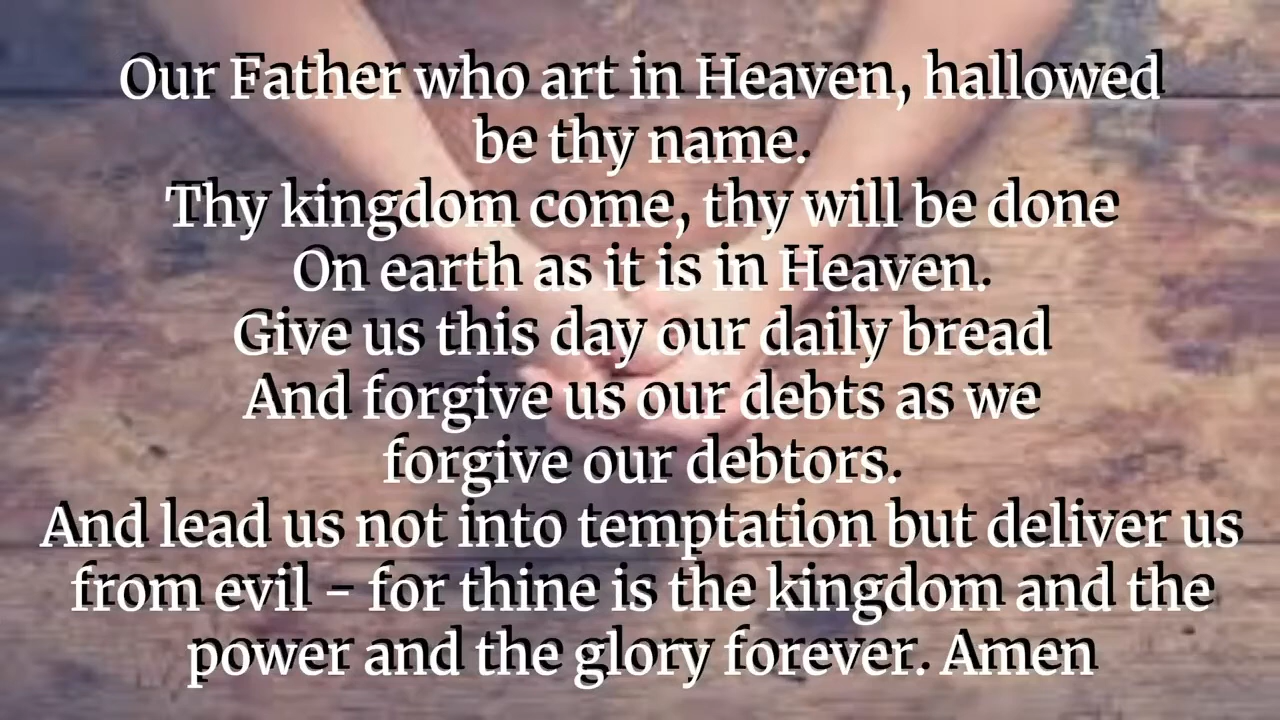 Our Father who art in Heaven, hallowed
be thy name.
Thy kingdom come, thy will be done
On earth as it is in Heaven.
Give us this day our daily bread
And forgive us our debts as we
forgive our debtors.
And lead us not into temptation but deliver us
from evil – for thine is the kingdom and the
power and the glory forever. Amen